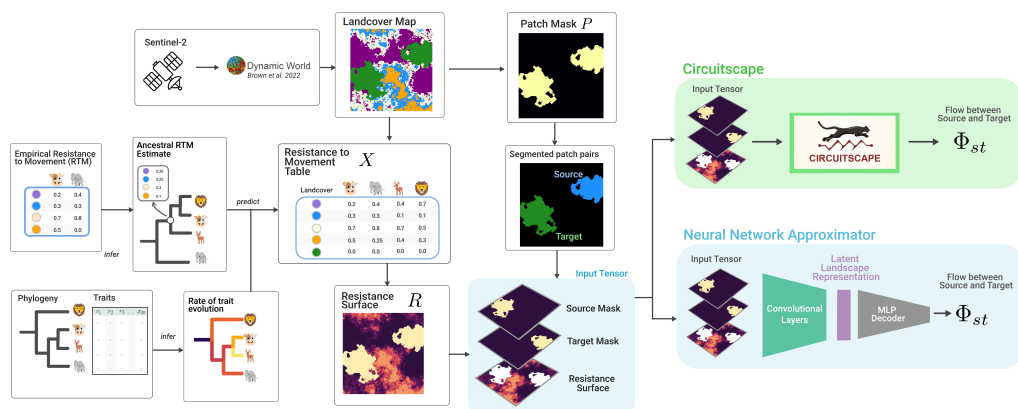 Sentinel-2
Dynamic World
Brown et al. 2022
Landcover Map
Patch Mask P
Empirical Resistance
to Movement (RTM)
0.2 0.4
0.3 0.3
0.7 0.8
0.5 0.0
infer
Ancestral RTM
Estimate
0.35
0.25
0.3
0.1
predict
Resistance to
Movement
Table
X
Landcover
0.2 0.4 0.4 0.7
0.3 0.3 0.1 0.1
0.7 0.8 0.7 0.5
0.5 0.25 0.4 0.3
0.0 0.0 0.0 0.0
Segmented patch pairs
Source
Target
Phylogeny
Traits
infer
Rate of trait
evolution
Resistance
Surface
R
Input Tensor
Source Mask
Target Mask
Resistance
Surface
Circuitscape
Input Tensor
CIRCUITSCAPE
Flow between
Source and Target
Φst
Neural Network Approximator
Input Tensor
Convolutional
Layers
Latent
Landscape
Representation
MLP
Decoder
Flow between
Source and Target
Φst